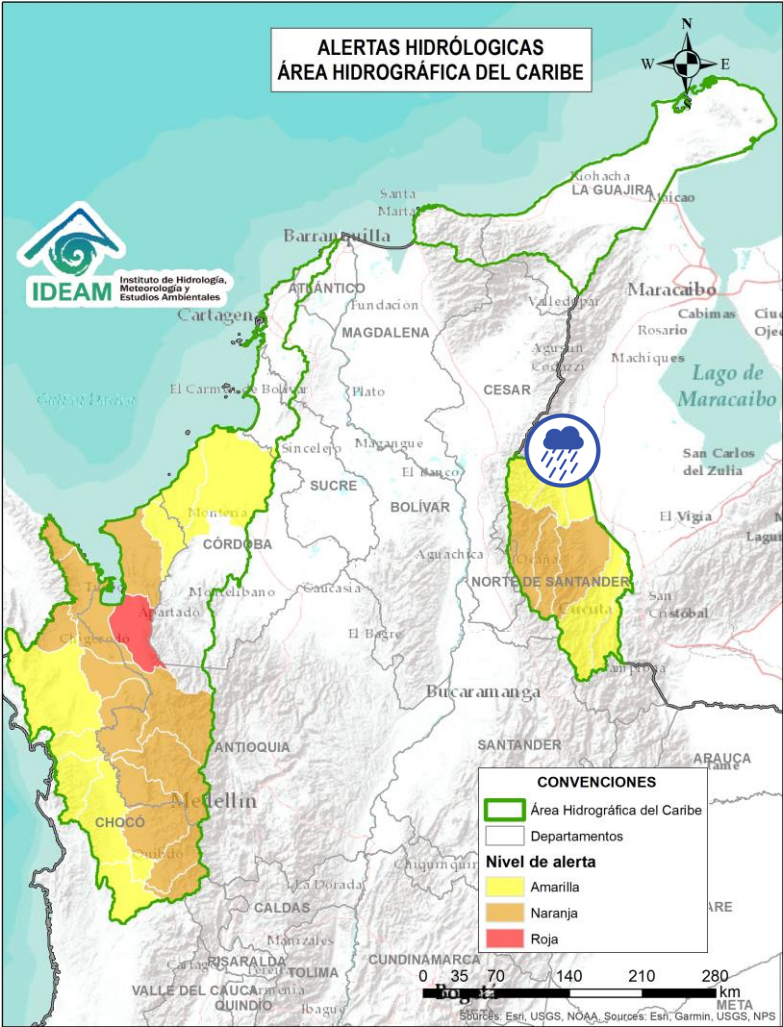 ALERTAS HIDRÓLOGICAS
ÁREA HIDROGRÁFICA DEL CARIBE
N
W
E
S
Riohacha
LA GUAJIRA
Maicao
Santa
Marta
Barranquilla
IDEAM
Instituto de Hidrología,
Meteorología y
Estudios Ambientales
ATLÁNTICO
Fundación
Valledupar
Maracaibo
Cartagena
Cabimas
MAGDALENA
Rosario
Agustín
Codazzi
Machiques
Lago de
Maracaibo
El Carmen de Bolívar
Plato
CESAR
Sincelejo
Magangue
San Carlos
del Zulia
El Banco
SUCRE
BOLÍVAR
Montería
El Vigía
CÓRDOBA
Aguachica
Ocaña
NORTE DE SANTANDER
Montelíbano
Caucasia
Apartadó
San
Cristóbal
Cúcuta
El Bagre
Chigorodó
Pamplona
Bucaramanga
ANTIOQUIA
SANTANDER
ARAUCA
Medellín
CHOCÓ
Quibdó
La Dorada
CALDAS
Manizales
RISARALDA
TOLIMA
CUNDINAMARCA
VALLE DEL CAUCA
Armenia
QUINDÍO
Ibagué
Bogotá
META
META
CONVENCIONES
Área Hidrográfica del Caribe
Departamentos
Nivel de alerta
Amarilla
Naranja
Roja
0 35 70 140 210 280
km
Sources: Esri, USGS, NOAA, Sources: Esri, Garmin, USGS, NPS